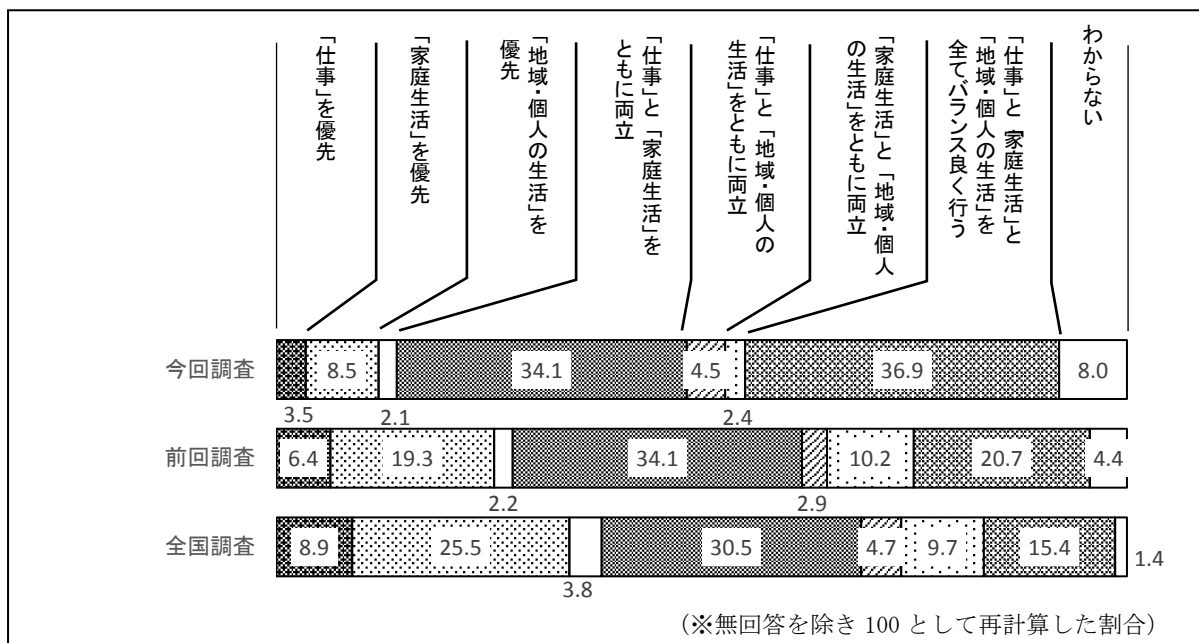 「仕事」を優先
「家庭生活」を優先
「地域・個人の生活」を
優先
「仕事」と「家庭生活」を
ともに両立
「仕事」と「地域・個人の
生活」をともに両立
「家庭生活」と「地域・個人
の生活」をともに両立
「仕事」と「家庭生活」と
「地域・個人の生活」を
全てバランス良く行う
わからない
今回調査
8.5
34.1
4.5
36.9
8.0
3.5
2.1
2.4
前回調査
6.4
19.3
34.1
10.2
20.7
4.4
2.2
2.9
全国調査
8.9
25.5
30.5
4.7
9.7
15.4
1.4
3.8
（※無回答を除き 100 として再計算した割合）